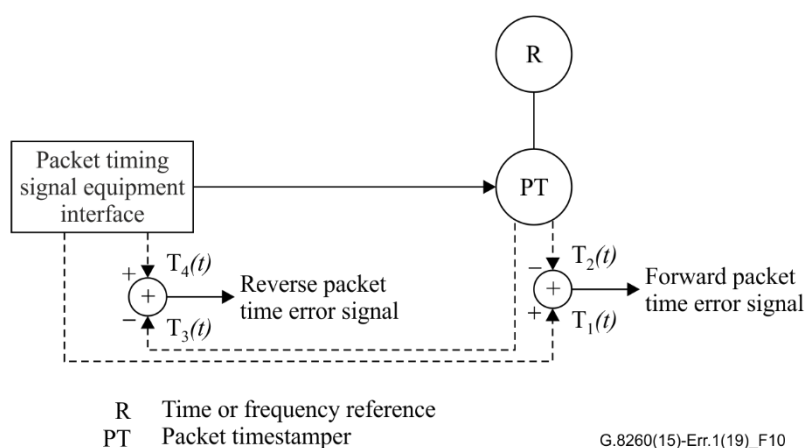 R
Packet timing
signal equipment
interface
PT
+
T4(t)
+
−
T3(t)
Reverse packet
time error signal
−
T2(t)
+
+
T1(t)
Forward packet
time error signal
R Time or frequency reference
PT Packet timestamper
G.8260(15)-Err.1(19)_F10